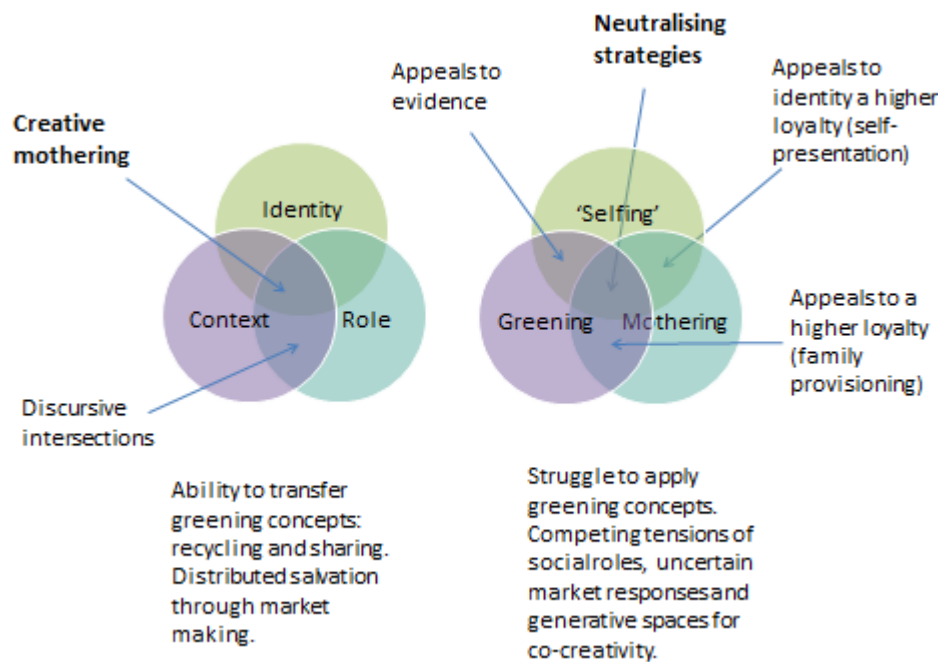 Creative
mothering
Identity
Context
Role
Discursive
intersections
Ability to transfer
greening concepts:
recycling and sharing.
Distributed salvation
through market
making.
Neutralising
strategies
Appeals to
evidence
Appeals to
identity a higher
loyalty (self-
presentation)
‘Selfing’
Greening
Mothering
Appeals to a
higher loyalty
(family
provisioning)
Struggle to apply
greening concepts.
Competing tensions of
social roles, uncertain
market responses and
generative spaces for
co-creativity.